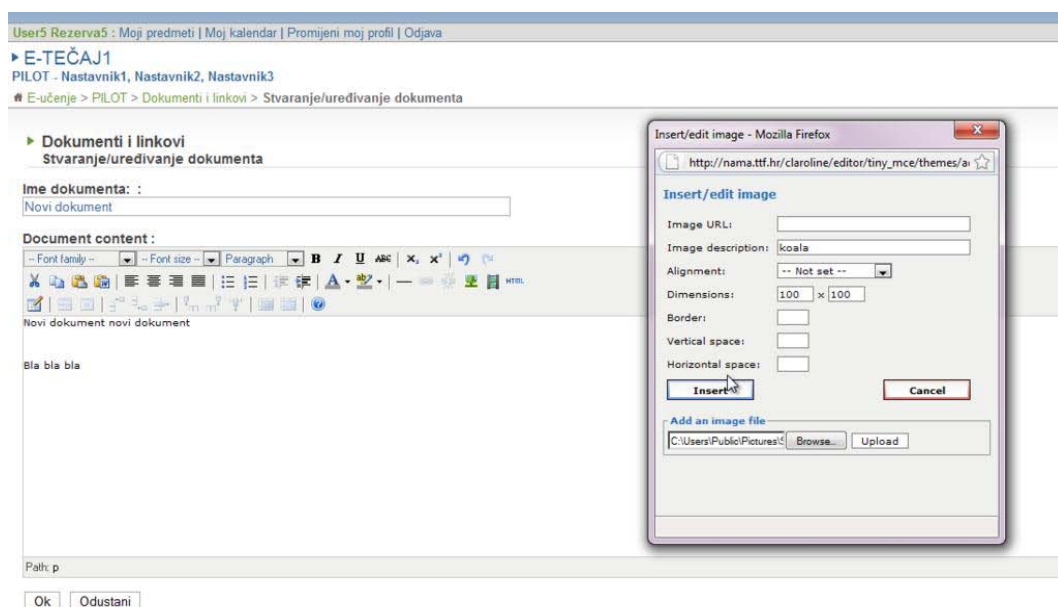 User5 Rezerva5 : Moji predmeti | Moj kalendar | Promijeni moj profil | Odjava
E-TEČAJ1
PILOT - Nastavnik1, Nastavnik2, Nastavnik3
E-učenje > PILOT > Dokumenti i linkovi > Stvaranje/uređivanje dokumenta
Dokumenti i linkovi
Stvaranje/uređivanje dokumenta
Ime dokumenta: :
Novi dokument
Document content :
-- Font family -- -- Font size -- Paragraph B I U ABC x, x²
HTML
Novi dokument novi dokument
Bla bla bla
Path: p
Ok Odustani
Insert/edit image - Mozilla Firefox
http://nama.ttf.hr/claroline/editor/tiny_mce/themes/a
Insert/edit image
Image URL:
Image description: koala
Alignment: -- Not set --
Dimensions: 100 x 100
Border:
Vertical space:
Horizontal space:
Insert Cancel
Add an image file
C:\Users\Public\Pictures\S Browse... Upload